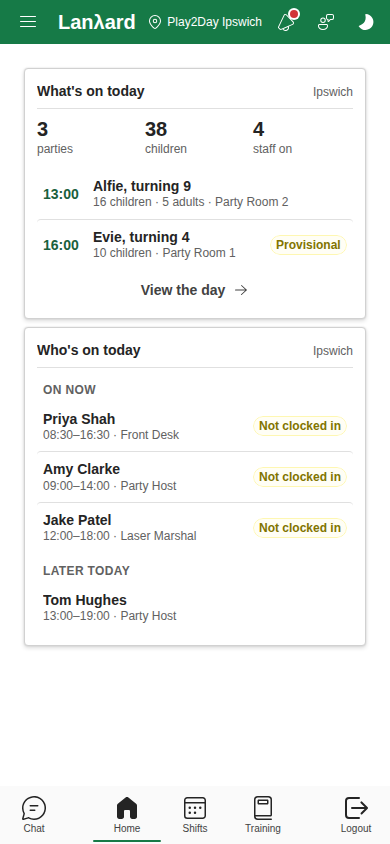 Lanλard
Play2Day Ipswich
What's on today
Ipswich
3
38
4
parties
children
staff on
13:00
Alfie, turning 9
16 children · 5 adults · Party Room 2
16:00
Evie, turning 4
10 children · Party Room 1
Provisional
View the day
Who's on today
Ipswich
ON NOW
Priya Shah
08:30–16:30 · Front Desk
Not clocked in
Amy Clarke
09:00–14:00 · Party Host
Not clocked in
Jake Patel
12:00–18:00 · Laser Marshal
Not clocked in
LATER TODAY
Tom Hughes
13:00–19:00 · Party Host
Chat
Home
Shifts
Training
Logout